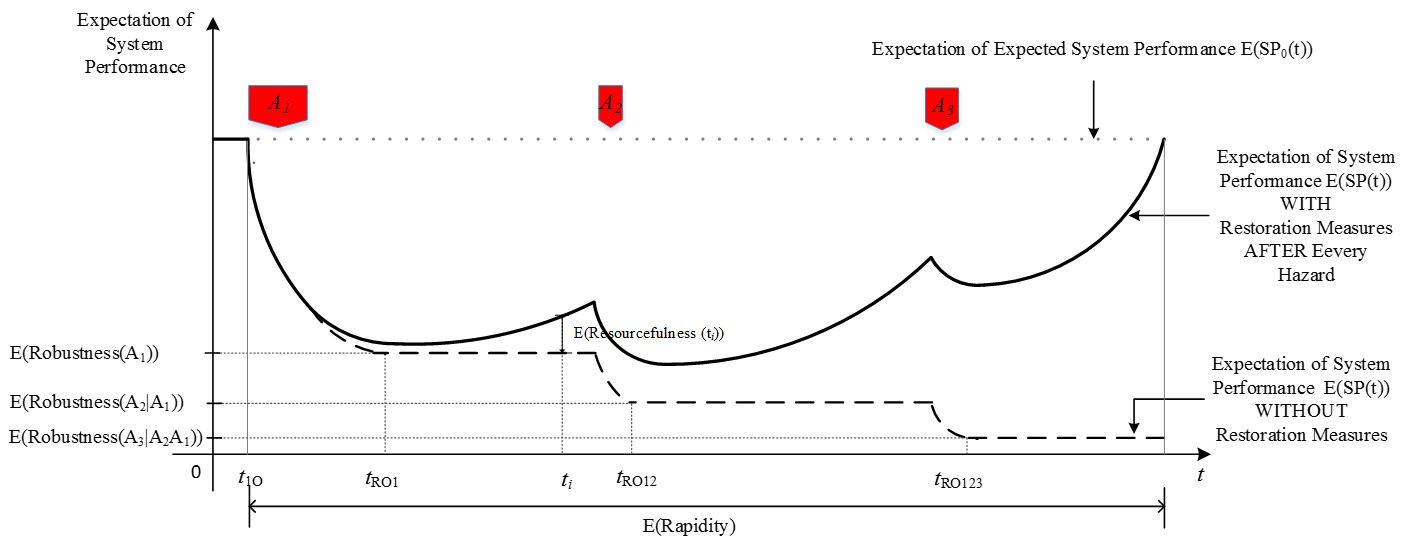 Expectation of
System
Performance
Expectation of Expected System Performance E(SP0(t))
A1
A2
A3
Expectation of System
Performance E(SP(t))
WITH
Restoration Measures
AFTER Eevery
Hazard
E(Resourcefulness (ti))
E(Robustness(A1))
E(Robustness(A2|A1))
E(Robustness(A3|A2A1))
Expectation of System
Performance E(SP(t))
WITHOUT
Restoration Measures
0
t1O
tRO1
ti
tRO12
tRO123
t
E(Rapidity)